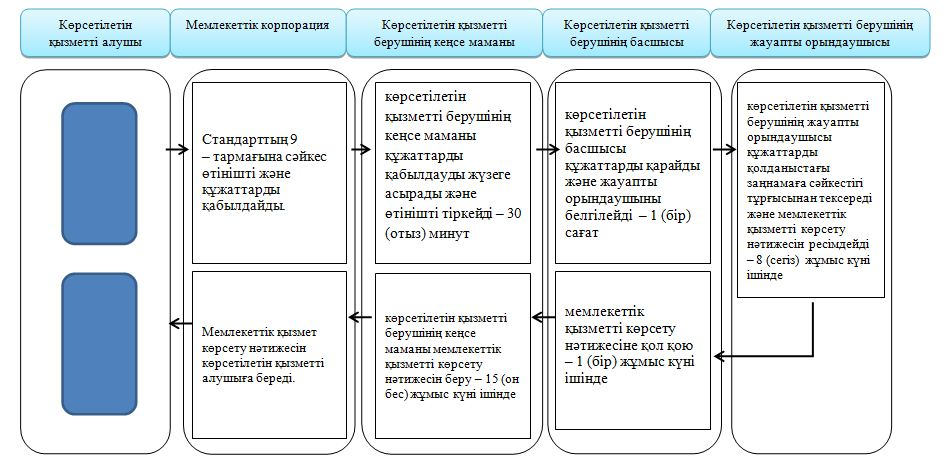 Көрсетілетін
қызметті алушы
Мемлекеттік корпорация
Көрсетілетін қызметті
берушінің кеңсе маманы
Көрсетілетін қызметті
берушінің басшысы
Көрсетілетін қызметті берушінің
жауапты орындаушысы
Стандарттың 9
– тармағына сәйкес
өтінішті және
құжаттарды
қабылдайды.
көрсетілетін
қызметті берушінің
кеңсе маманы
құжаттарды
қабылдауды жүзеге
асырады және
өтінішті тіркейді – 30
(отыз) минут
көрсетілетін
қызметті берушінің
басшысы
құжаттарды қарайды
және жауапты
орындаушыны
белгілейді – 1 (бір)
сағат
көрсетілетін қызметті
берушінің жауапты
орындаушысы
құжаттарды
қолданыстағы
заңнамаға сәйкестігі
тұрғысынан тексереді
және мемлекеттік
қызметті көрсету
нәтижесін ресімдейді
– 8 (сегіз) жұмыс күні
ішінде
Мемлекеттік қызмет
көрсету нәтижесін
көрсетілетін қызметті
алушыға береді.
көрсетілетін қызметті
берушінің кеңсе
маманы мемлекеттік
қызметті көрсету
нәтижесін беру – 15 (он
бес) жұмыс күні ішінде
мемлекеттік
қызметті көрсету
нәтижесіне қол қою
– 1 (бір) жұмыс күні
ішінде